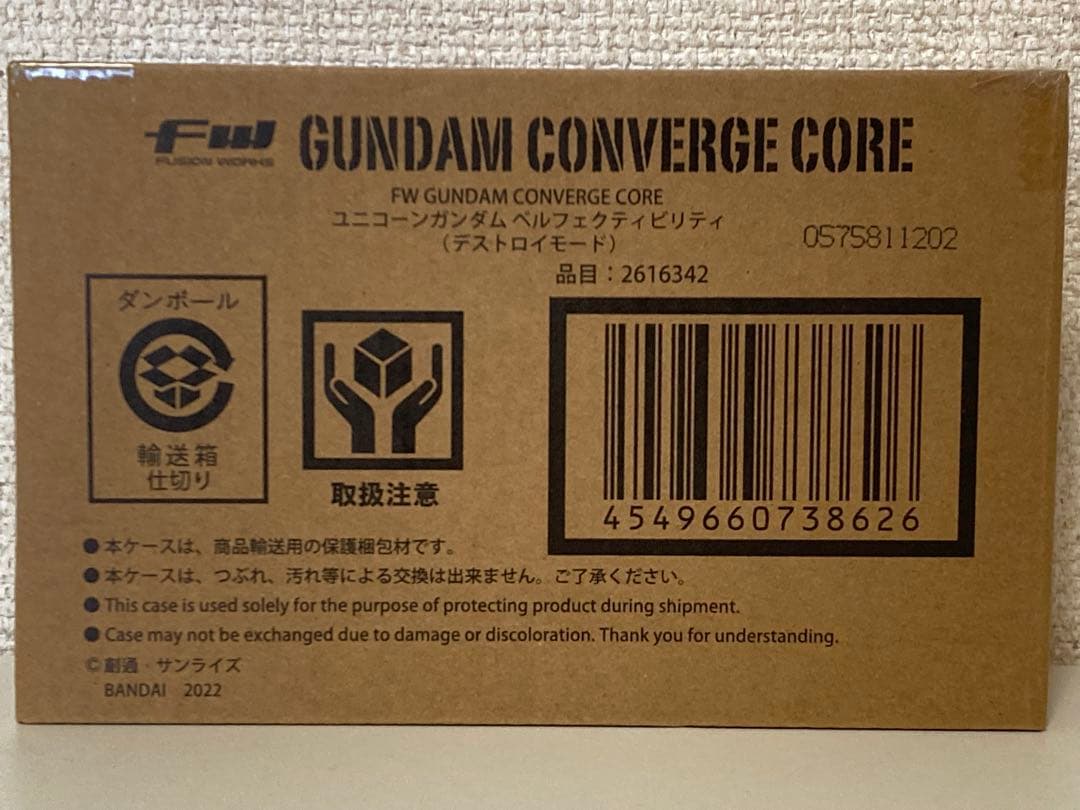 FW
FUSION WORKS
GUNDAM CONVERGE CORE
FW GUNDAM CONVERGE CORE
ユニコーンガンダム ペルフェクティビリティ
（デストロイモード）
0575811202
品目：2616342
ダンボール
輸送箱
仕切り
取扱注意
4549660738626
●本ケースは、商品輸送用の保護梱包材です。
●本ケースは、つぶれ、汚れ等による交換は出来ません。ご了承ください。
●This case is used solely for the purpose of protecting product during shipment.
●Case may not be exchanged due to damage or discoloration. Thank you for understanding.
©創通・サンライズ
BANDAI 2022